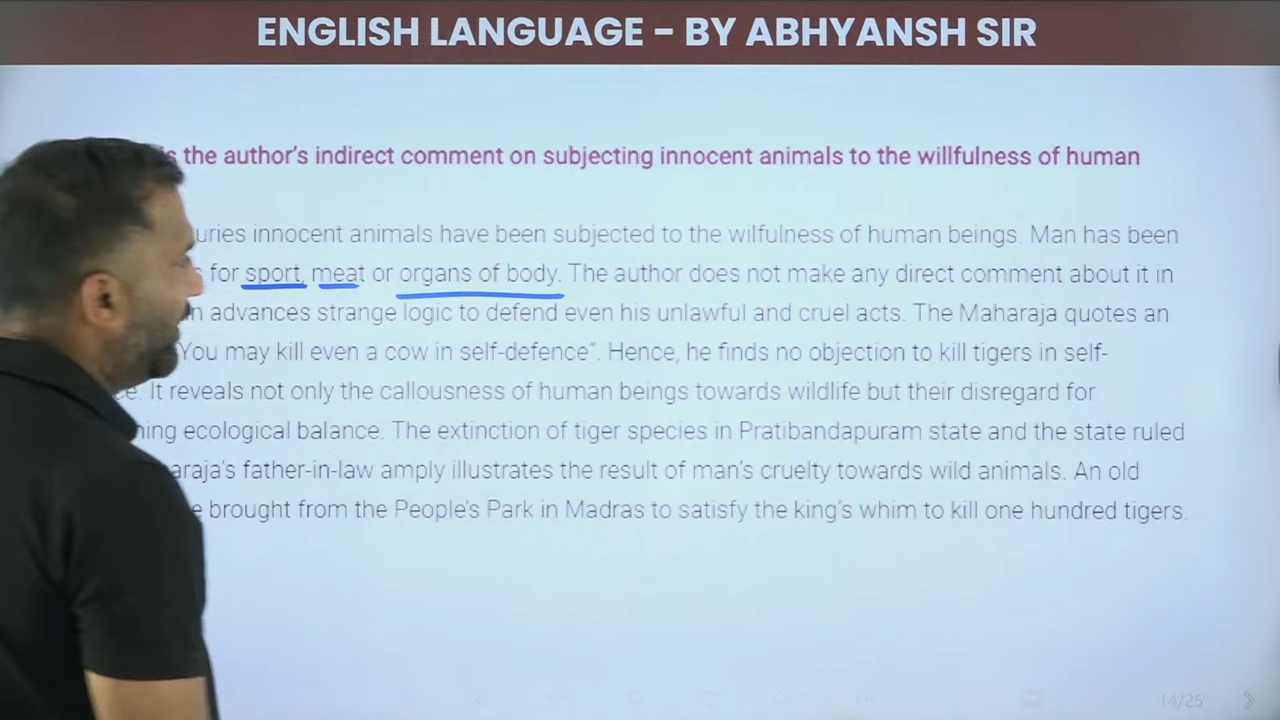 ENGLISH LANGUAGE - BY ABHYANSH SIR
the author's indirect comment on subjecting innocent animals to the willfulness of human
innocent animals have been subjected to the wilfulness of human beings. Man has been
for sport, meat or organs of body. The author does not make any direct comment about it in
advances strange logic to defend even his unlawful and cruel acts. The Maharaja quotes an
You may kill even a cow in self-defence". Hence, he finds no objection to kill tigers in self-
It reveals not only the callousness of human beings towards wildlife but their disregard for
ecological balance. The extinction of tiger species in Pratibandapuram state and the state ruled
father-in-law amply illustrates the result of man's cruelty towards wild animals. An old
brought from the People's Park in Madras to satisfy the king's whim to kill one hundred tigers.
14/25